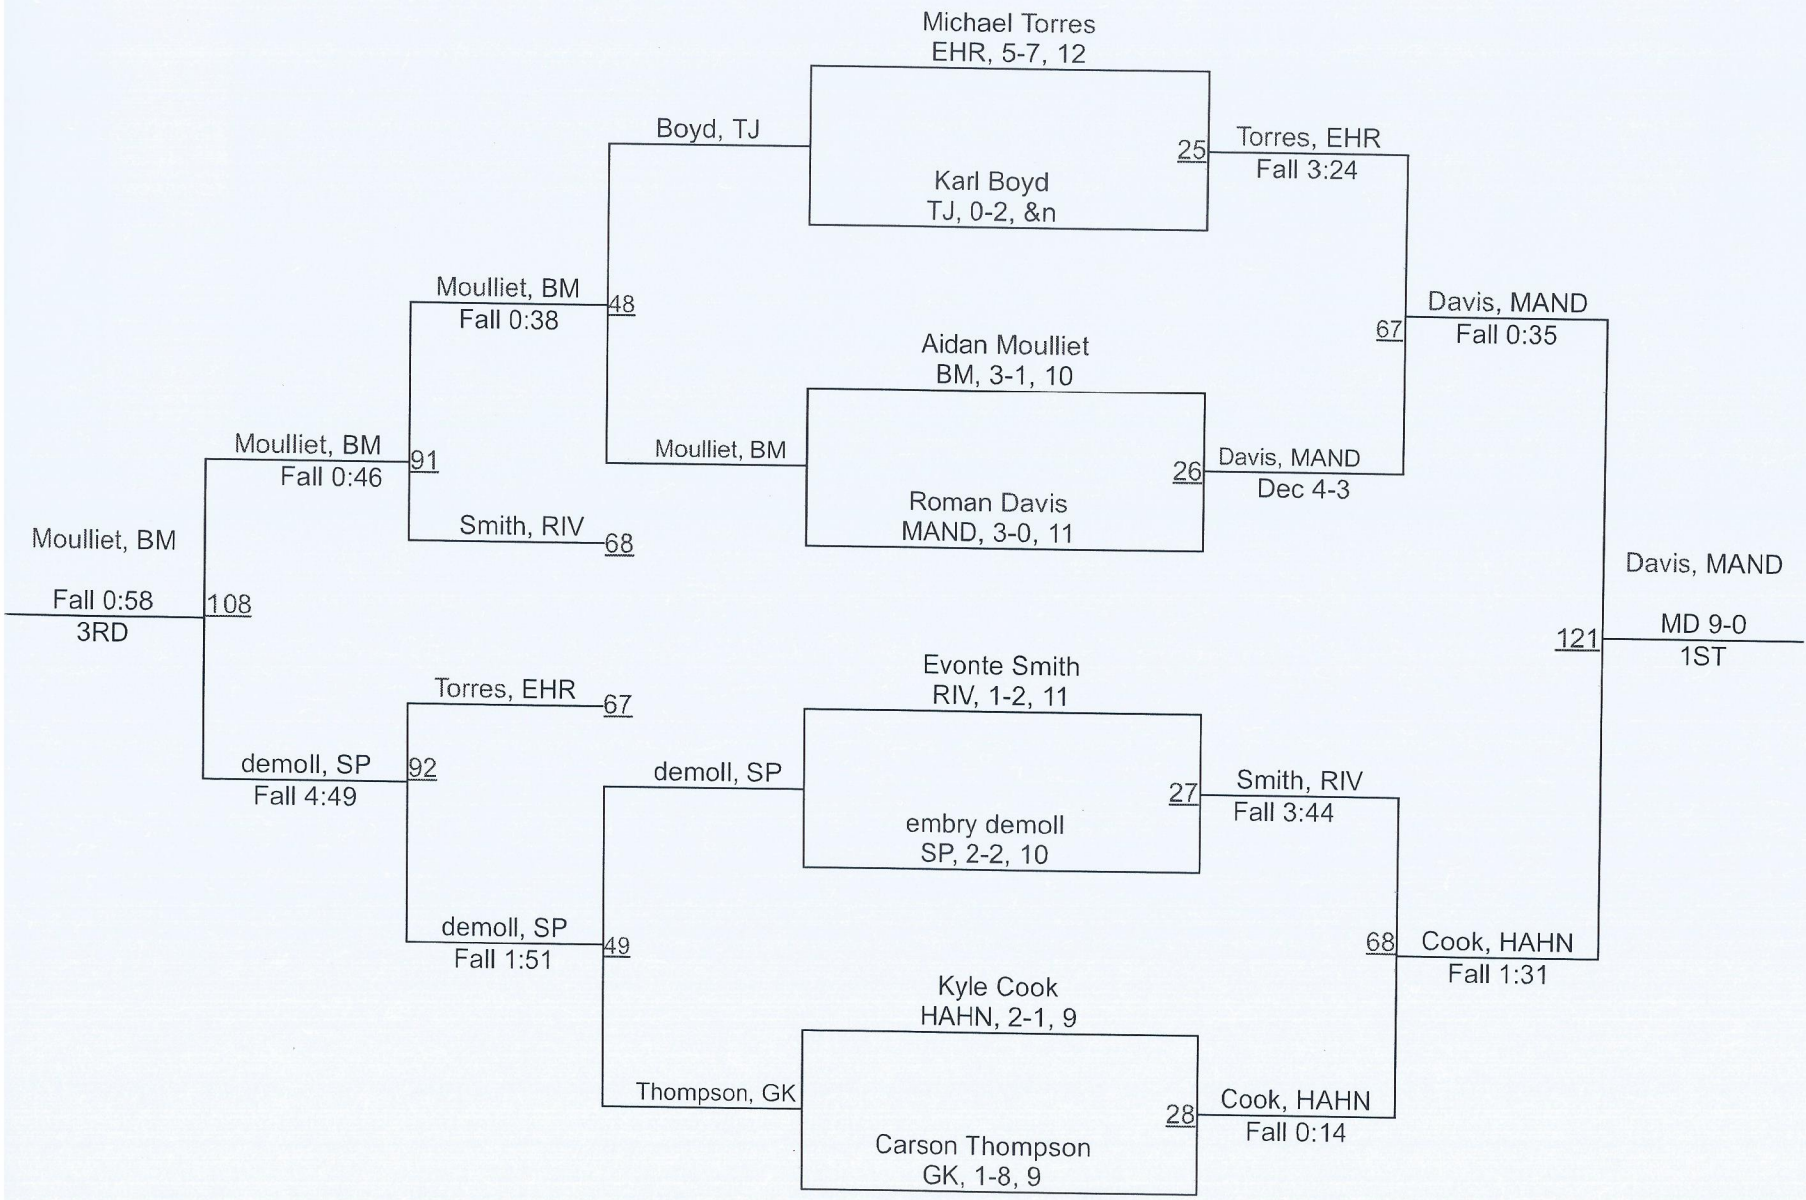 Michael Torres
EHR, 5-7, 12
Boyd, TJ
25
Torres, EHR
Fall 3:24
Karl Boyd
TJ, 0-2, &n
Moulliet, BM
Fall 0:38
48
Davis, MAND
Fall 0:35
67
Aidan Moulliet
BM, 3-1, 10
Moulliet, BM
Fall 0:46
91
Moulliet, BM
26
Davis, MAND
Dec 4-3
Roman Davis
MAND, 3-0, 11
Smith, RIV
68
Moulliet, BM
Fall 0:58
3RD
108
Davis, MAND
MD 9-0
1ST
121
Evonte Smith
RIV, 1-2, 11
Torres, EHR
67
demoll, SP
Fall 4:49
92
demoll, SP
27
Smith, RIV
Fall 3:44
embry demoll
SP, 2-2, 10
demoll, SP
Fall 1:51
49
68
Cook, HAHN
Fall 1:31
Kyle Cook
HAHN, 2-1, 9
Thompson, GK
28
Cook, HAHN
Fall 0:14
Carson Thompson
GK, 1-8, 9